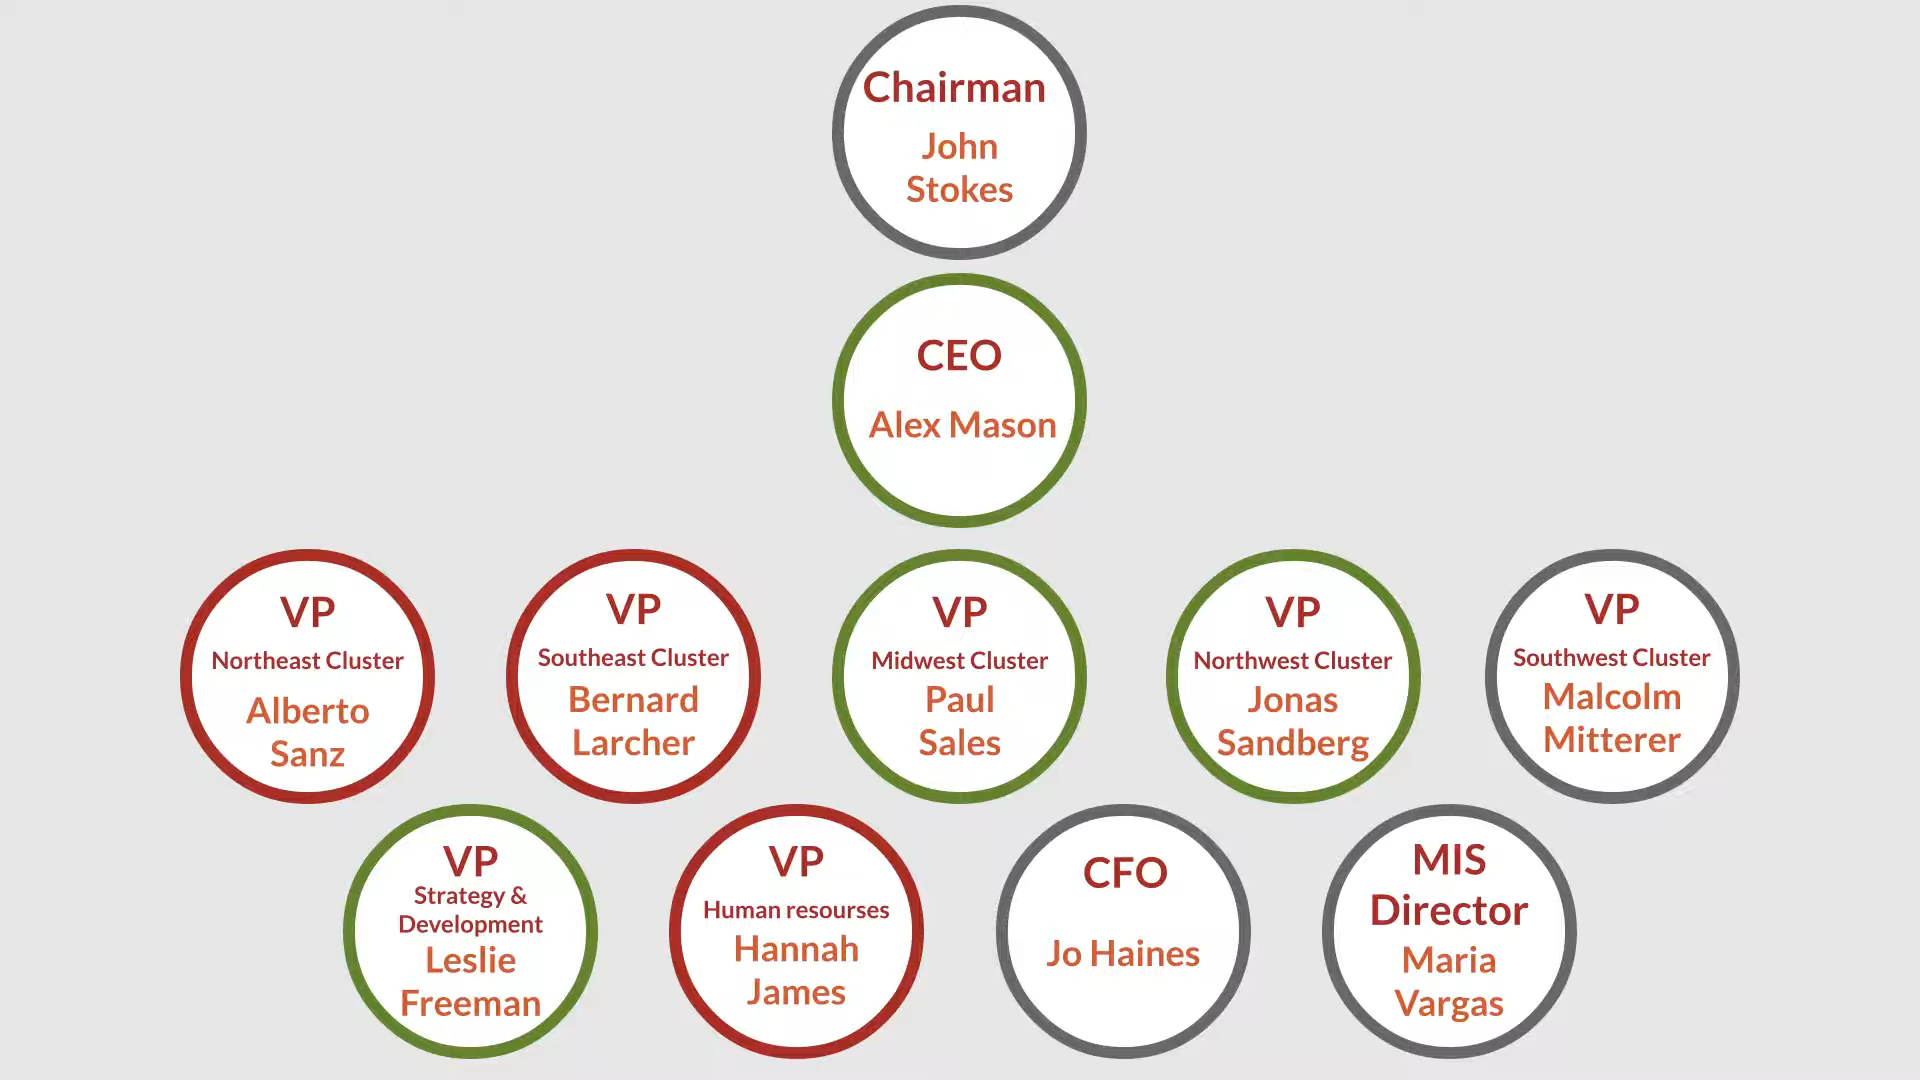 Chairman
John
Stokes
CEO
Alex Mason
VP
Northeast Cluster
Alberto
Sanz
VP
Southeast Cluster
Bernard
Larcher
VP
Midwest Cluster
Paul
Sales
VP
Northwest Cluster
Jonas
Sandberg
VP
Southwest Cluster
Malcolm
Mitterer
VP
Strategy &
Development
Leslie
Freeman
VP
Human resourses
Hannah
James
CFO
Jo Haines
MIS
Director
Maria
Vargas